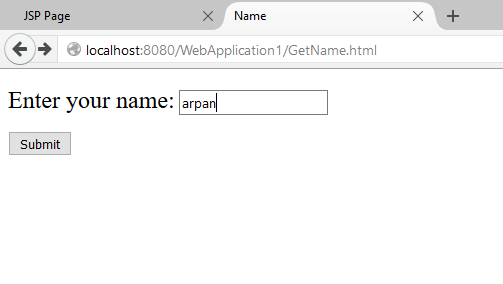 JSP Page
Name
localhost:8080/WebApplication1/GetName.html
Enter your name: arpan
Submit